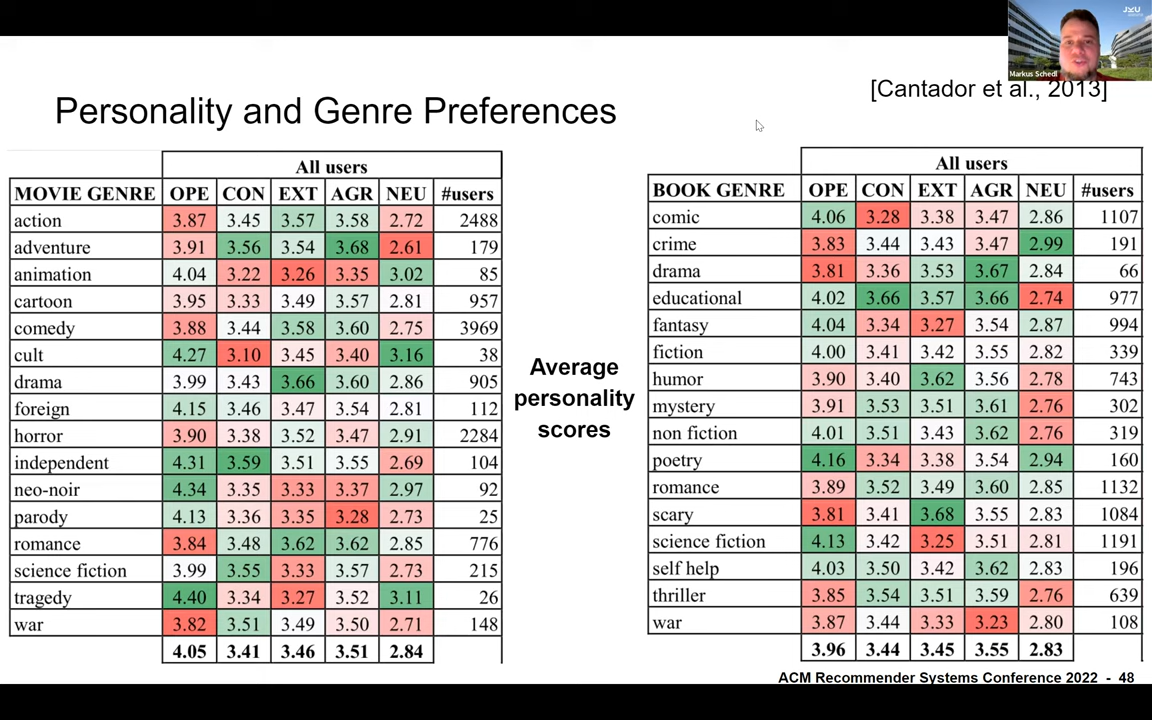 JYU
Markus Schedl
[Cantador et al., 2013]
Personality and Genre Preferences
All users
MOVIE GENRE OPE CON EXT AGR NEU #users
action 3.87 3.45 3.57 3.58 2.72 2488
adventure 3.91 3.56 3.54 3.68 2.61 179
animation 4.04 3.22 3.26 3.35 3.02 85
cartoon 3.95 3.33 3.49 3.57 2.81 957
comedy 3.88 3.44 3.58 3.60 2.75 3969
cult 4.27 3.10 3.45 3.40 3.16 38
drama 3.99 3.43 3.66 3.60 2.86 905
foreign 4.15 3.46 3.47 3.54 2.81 112
horror 3.90 3.38 3.52 3.47 2.91 2284
independent 4.31 3.59 3.51 3.55 2.69 104
neo-noir 4.34 3.35 3.33 3.37 2.97 92
parody 4.13 3.36 3.35 3.28 2.73 25
romance 3.84 3.48 3.62 3.62 2.85 776
science fiction 3.99 3.55 3.33 3.57 2.73 215
tragedy 4.40 3.34 3.27 3.52 3.11 26
war 3.82 3.51 3.49 3.50 2.71 148
4.05 3.41 3.46 3.51 2.84
Average
personality
scores
All users
BOOK GENRE OPE CON EXT AGR NEU #users
comic 4.06 3.28 3.38 3.47 2.86 1107
crime 3.83 3.44 3.43 3.47 2.99 191
drama 3.81 3.36 3.53 3.67 2.84 66
educational 4.02 3.66 3.57 3.66 2.74 977
fantasy 4.04 3.34 3.27 3.54 2.87 994
fiction 4.00 3.41 3.42 3.55 2.82 339
humor 3.90 3.40 3.62 3.56 2.78 743
mystery 3.91 3.53 3.51 3.61 2.76 302
non fiction 4.01 3.51 3.43 3.62 2.76 319
poetry 4.16 3.34 3.38 3.54 2.94 160
romance 3.89 3.52 3.49 3.60 2.85 1132
scary 3.81 3.41 3.68 3.55 2.83 1084
science fiction 4.13 3.42 3.25 3.51 2.81 1191
self help 4.03 3.50 3.42 3.62 2.83 196
thriller 3.85 3.54 3.51 3.59 2.76 639
war 3.87 3.44 3.33 3.23 2.80 108
3.96 3.44 3.45 3.55 2.83
ACM Recommender Systems Conference 2022 - 48